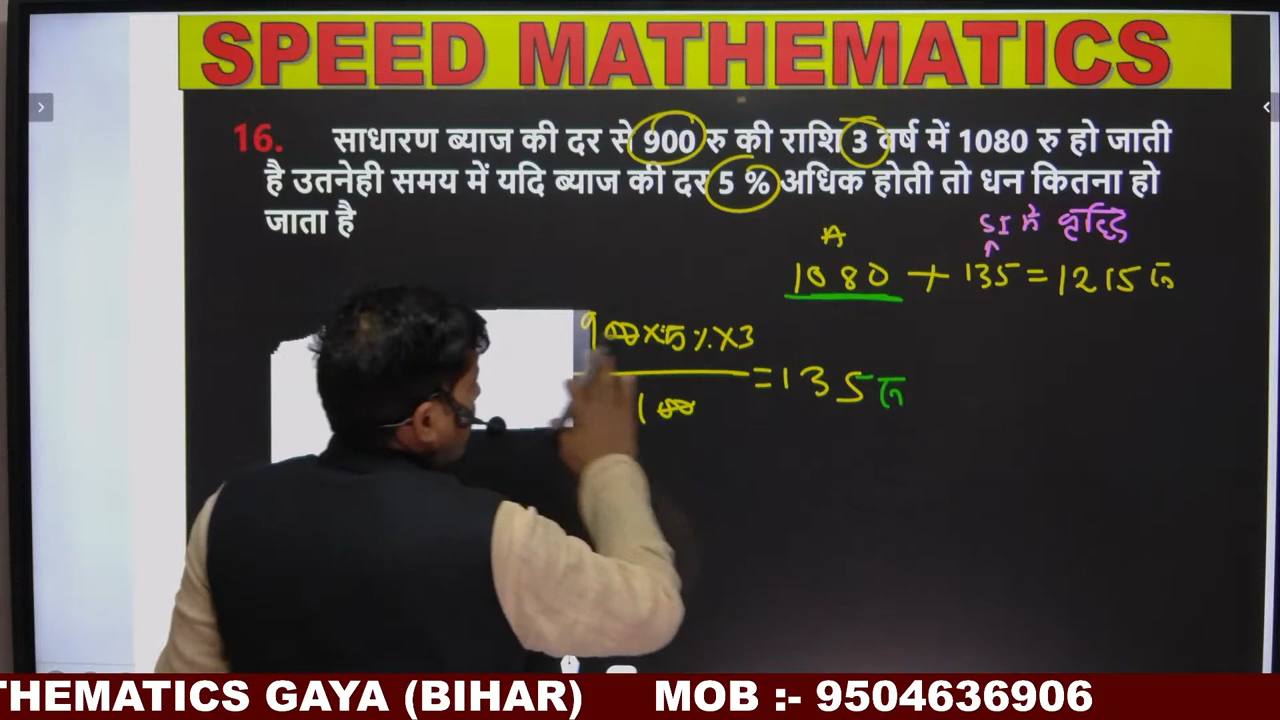 SPEED MATHEMATICS
16. साधारण ब्याज की दर से 900 रु की राशि 3 वर्ष में 1080 रु हो जाती
है उतनेही समय में यदि ब्याज की दर 5 % अधिक होती तो धन कितना हो
जाता है
SI में वृद्धि
A
1080 + 135 = 1215 रु
900×5%×3
= 135 रु
100
THEMATICS GAYA (BIHAR) MOB :- 9504636906